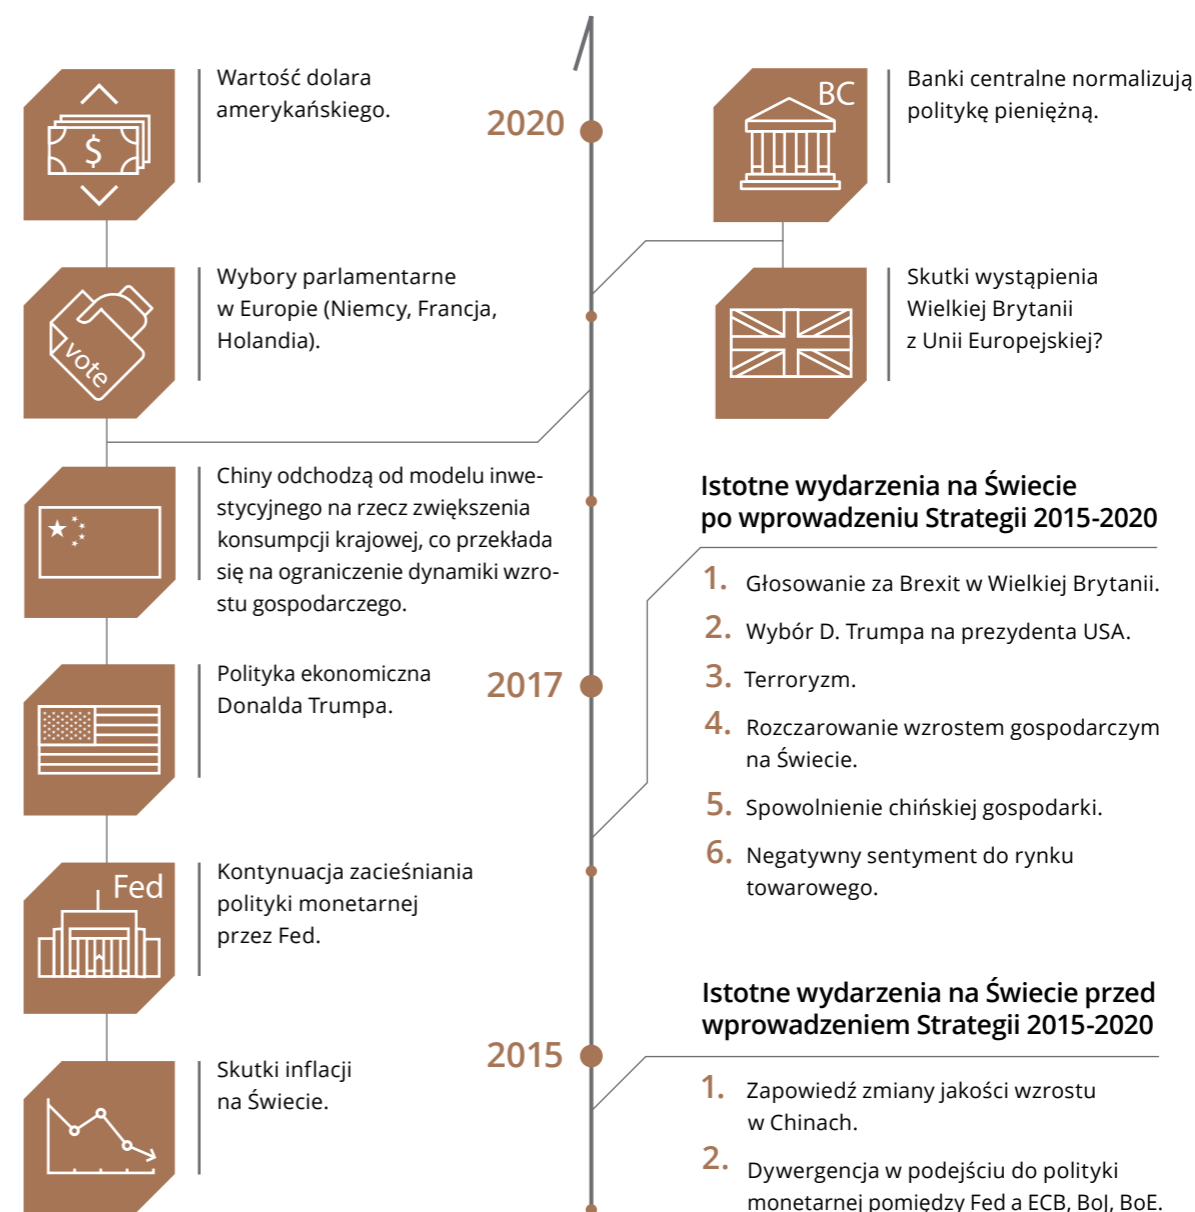 Wartość dolara
amerykańskiego.
Wybory parlamentarne
w Europie (Niemcy, Francja,
Holandia).
vote
Chiny odchodzą od modelu inwe-
stycyjnego na rzecz zwiększenia
konsumpcji krajowej, co przekłada
się na ograniczenie dynamiki wzro-
stu gospodarczego.
Polityka ekonomiczna
Donalda Trumpa.
Fed
Kontynuacja zacieśniania
polityki monetarnej
przez Fed.
Skutki inflacji
na Świecie.
$
2020
2017
2015
BC
Banki centralne normalizują
politykę pieniężną.
Skutki wystąpienia
Wielkiej Brytanii
z Unii Europejskiej?
Istotne wydarzenia na Świecie
po wprowadzeniu Strategii 2015-2020
1. Głosowanie za Brexit w Wielkiej Brytanii.
2. Wybór D. Trumpa na prezydenta USA.
3. Terroryzm.
4. Rozczarowanie wzrostem gospodarczym
na Świecie.
5. Spowolnienie chińskiej gospodarki.
6. Negatywny sentyment do rynku
towarowego.
Istotne wydarzenia na Świecie przed
wprowadzeniem Strategii 2015-2020
1. Zapowiedź zmiany jakości wzrostu
w Chinach.
2. Dywergencja w podejściu do polityki
monetarnej pomiędzy Fed a ECB, BoJ, BoE.